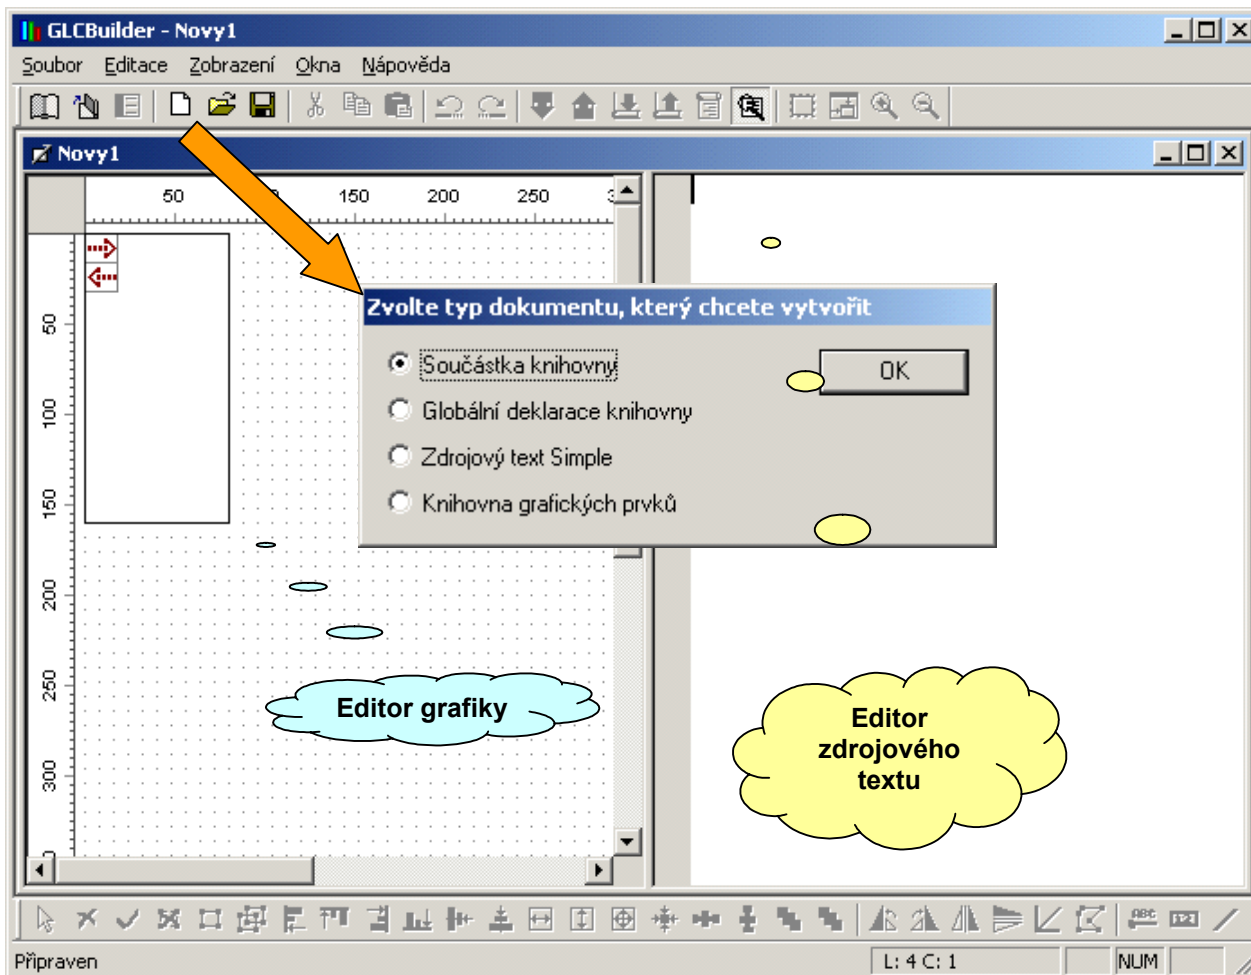 GLCBuilder - Novy1
Soubor Editace Zobrazení Okna Nápověda
Novy1
50 150 200 250
50
100
150
200
250
300
Zvolte typ dokumentu, který chcete vytvořit
Součástka knihovny
OK
Globální deklarace knihovny
Zdrojový text Simple
Knihovna grafických prvků
Editor grafiky
Editor
zdrojového
textu
ABC 123
Připraven
L: 4 C: 1
NUM